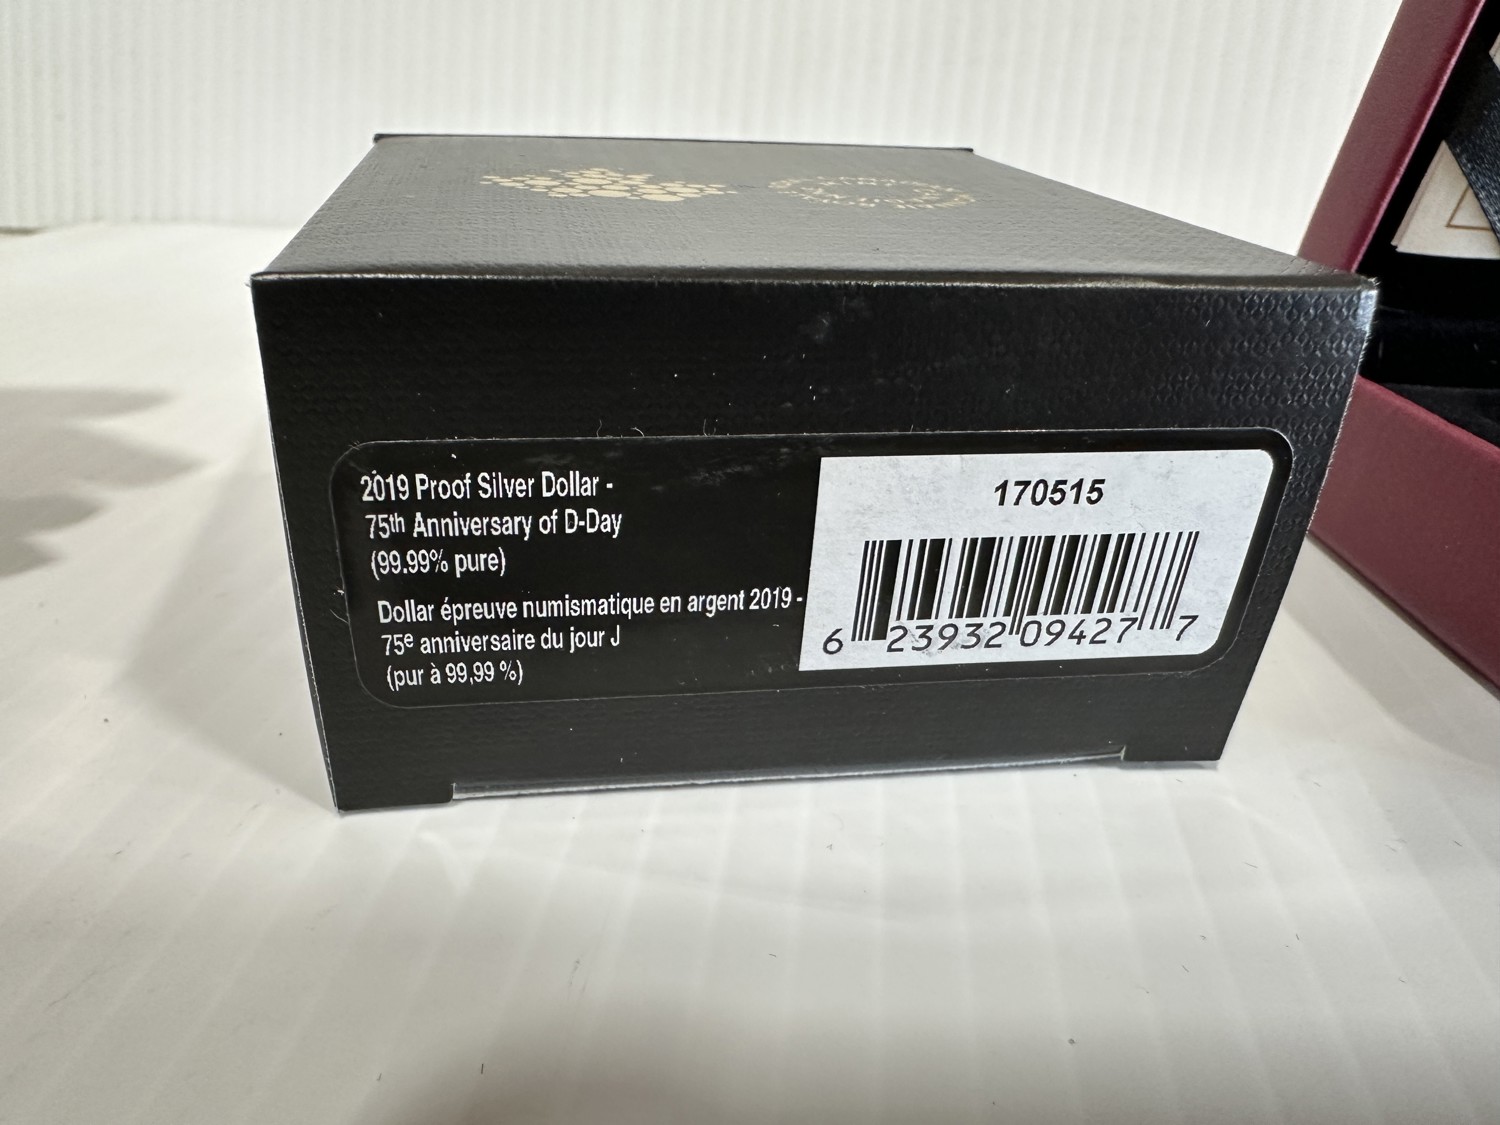 2019 Proof Silver Dollar -
75th Anniversary of D-Day
(99.99% pure)
Dollar épreuve numismatique en argent 2019 -
75e anniversaire du jour J
(pur à 99,99 %)
170515
6 23932 09427 7